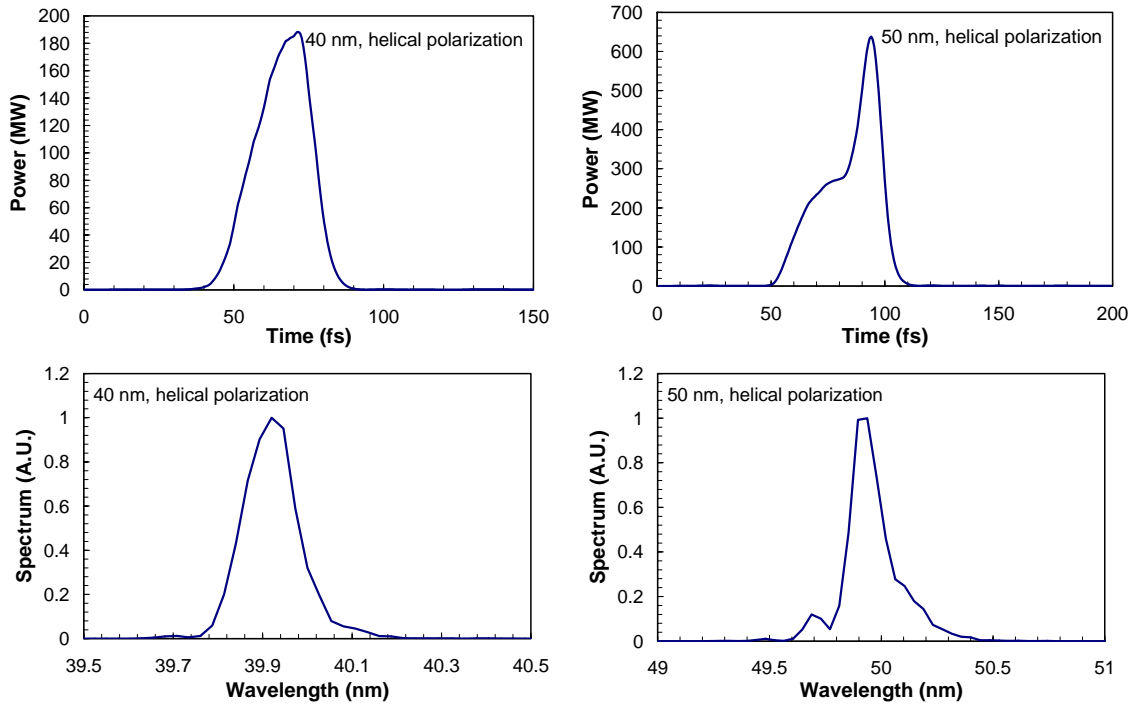 200
180
160
140
120
100
80
60
40
20
0
Power (MW)
40 nm, helical polarization
0 50 100 150
Time (fs)
700
600
500
400
300
200
100
0
Power (MW)
50 nm, helical polarization
0 50 100 150 200
Time (fs)
1.2
1
0.8
0.6
0.4
0.2
0
Spectrum (A.U.)
40 nm, helical polarization
39.5 39.7 39.9 40.1 40.3 40.5
Wavelength (nm)
1.2
1
0.8
0.6
0.4
0.2
0
Spectrum (A.U.)
50 nm, helical polarization
49 49.5 50 50.5 51
Wavelength (nm)